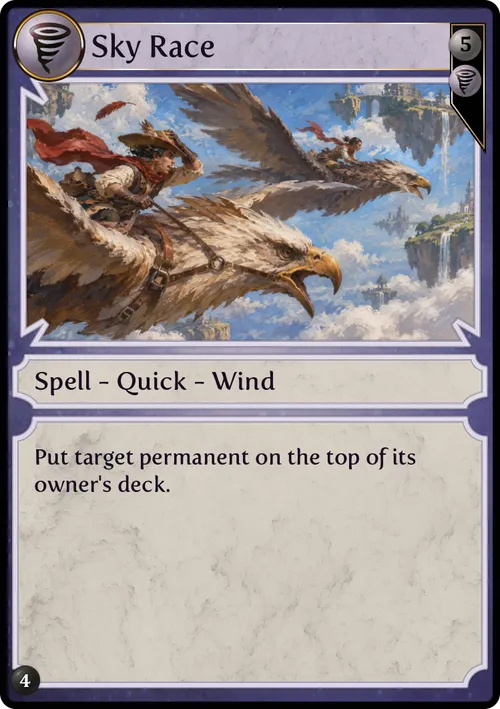 Sky Race
5
Spell - Quick - Wind
Put target permanent on the top of its
owner's deck.
4